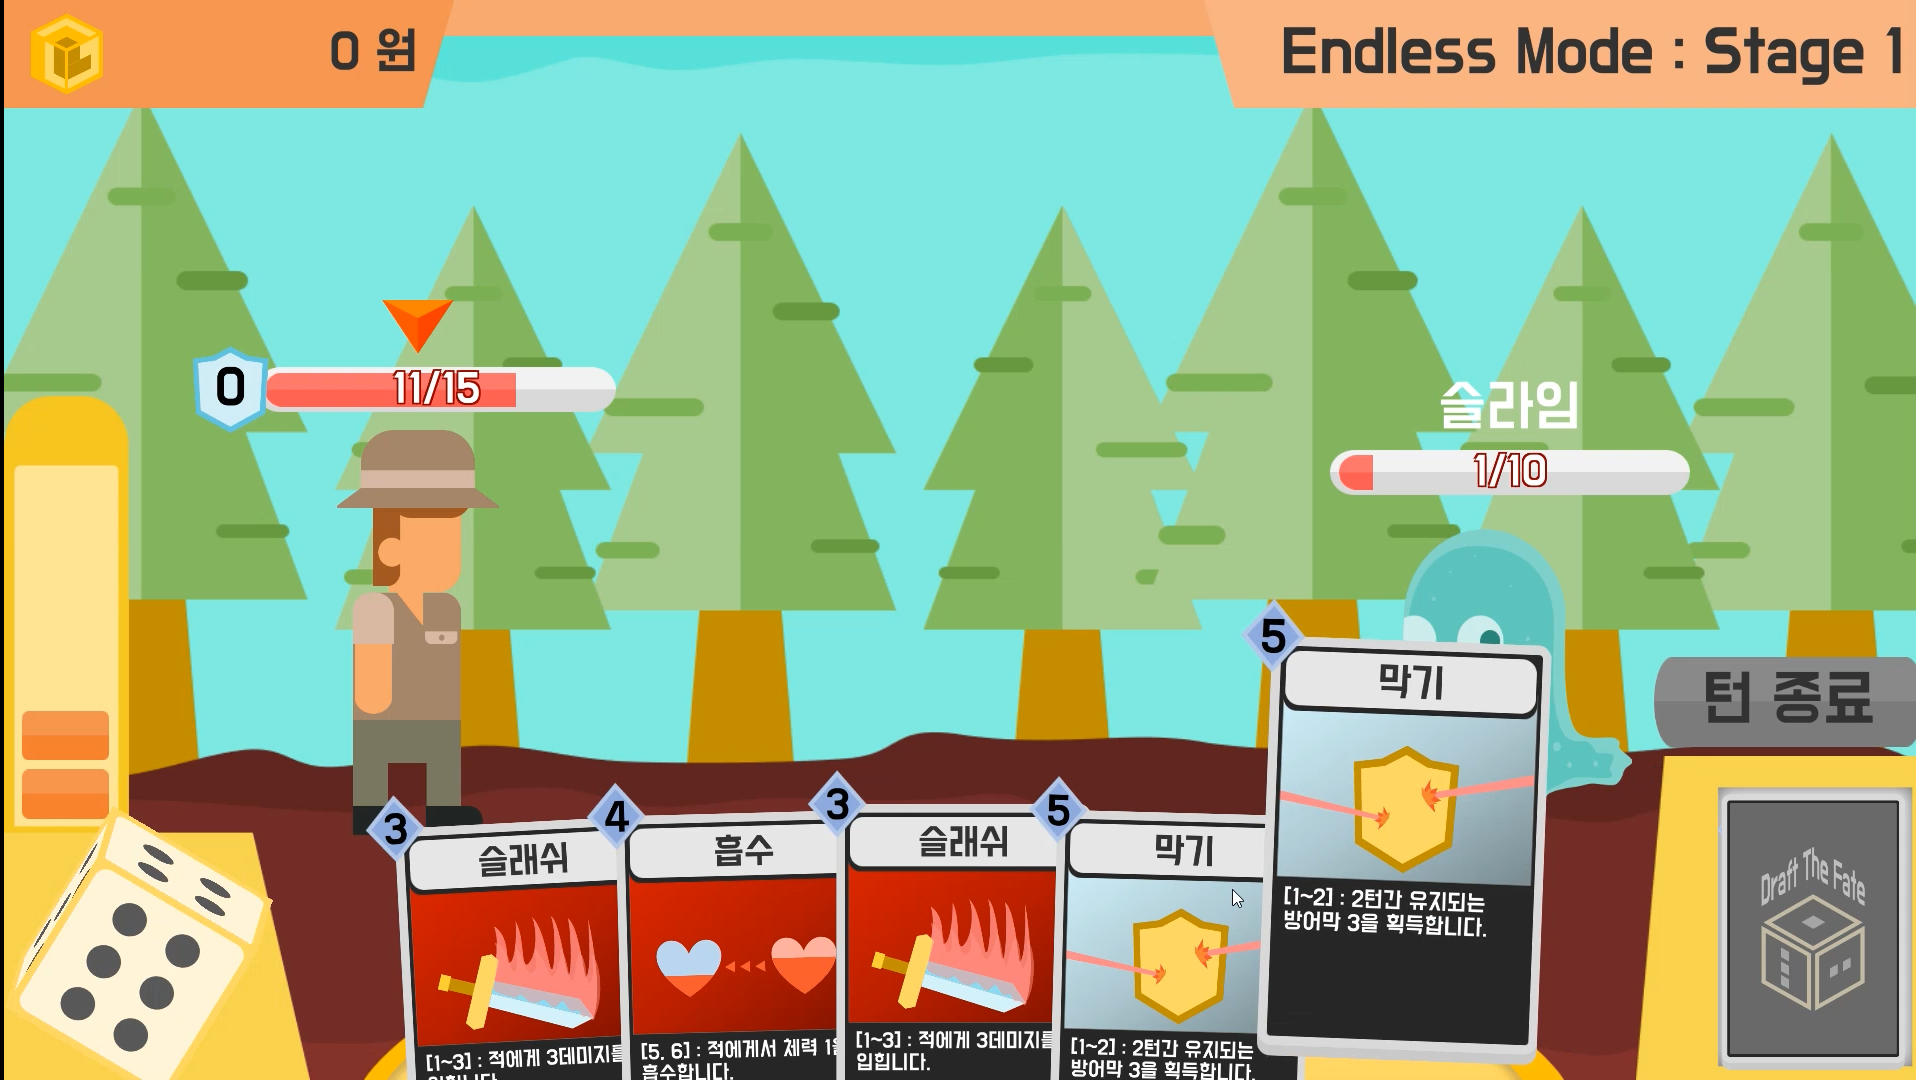 0 원
Endless Mode : Stage 1
0
11/15
슬라임
1/10
턴 종료
3
슬래쉬
[1~3] : 적에게 3데미지를
입힙니다.
4
흡수
[5, 6] : 적에게서 체력 1을
흡수합니다.
3
슬래쉬
[1~3] : 적에게 3데미지를
입힙니다.
5
막기
[1~2] : 2턴간 유지되는
방어막 3을 획득합니다.
5
막기
[1~2] : 2턴간 유지되는
방어막 3을 획득합니다.
Draft The Fate